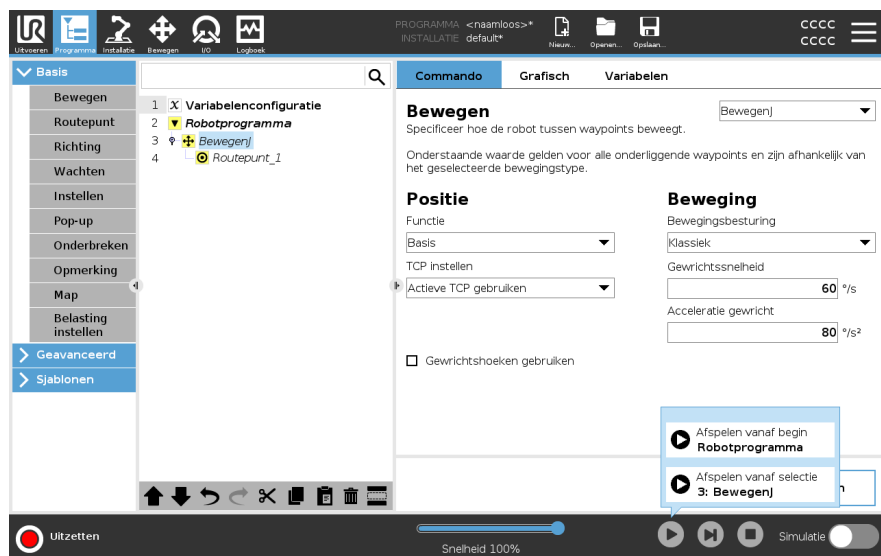 PROGRAMMA <naamloos>*
INSTALLATIE default*
CCCC
CCCC
Uitvoeren Programma Installatie Bewegen I/O Logboek Nieuw... Openen... Opslaan...
Basis
Bewegen
Routepunt
Richting
Wachten
Instellen
Pop-up
Onderbreken
Opmerking
Map
Belasting
instellen
Geavanceerd
Sjablonen
1 X Variabelenconfiguratie
2 Robotprogramma
3 BewegenJ
4 Routepunt_1
Commando Grafisch Variabelen
Bewegen
BewegenJ
Specificeer hoe de robot tussen waypoints beweegt.
Onderstaande waarde gelden voor alle onderliggende waypoints en zijn afhankelijk van
het geselecteerde bewegingstype.
Positie
Functie
Basis
TCP instellen
Actieve TCP gebruiken
Gewrichtshoeken gebruiken
Beweging
Bewegingsbesturing
Klassiek
Gewrichtssnelheid
60 °/s
Acceleratie gewricht
80 °/s²
Afspelen vanaf begin
Robotprogramma
Afspelen vanaf selectie
3: BewegenJ
Uitzetten
Snelheid 100%
Simulatie